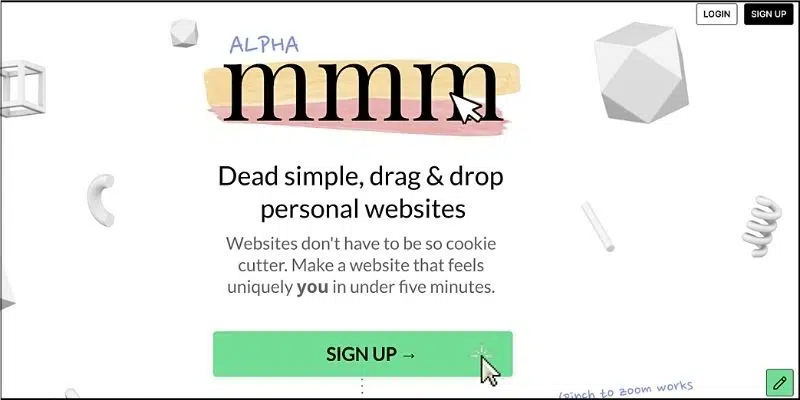 LOGIN
SIGN UP
ALPHA
mmm
Dead simple, drag & drop
personal websites
Websites don't have to be so cookie
cutter. Make a website that feels
uniquely you in under five minutes.
SIGN UP →
(Pinch to zoom works